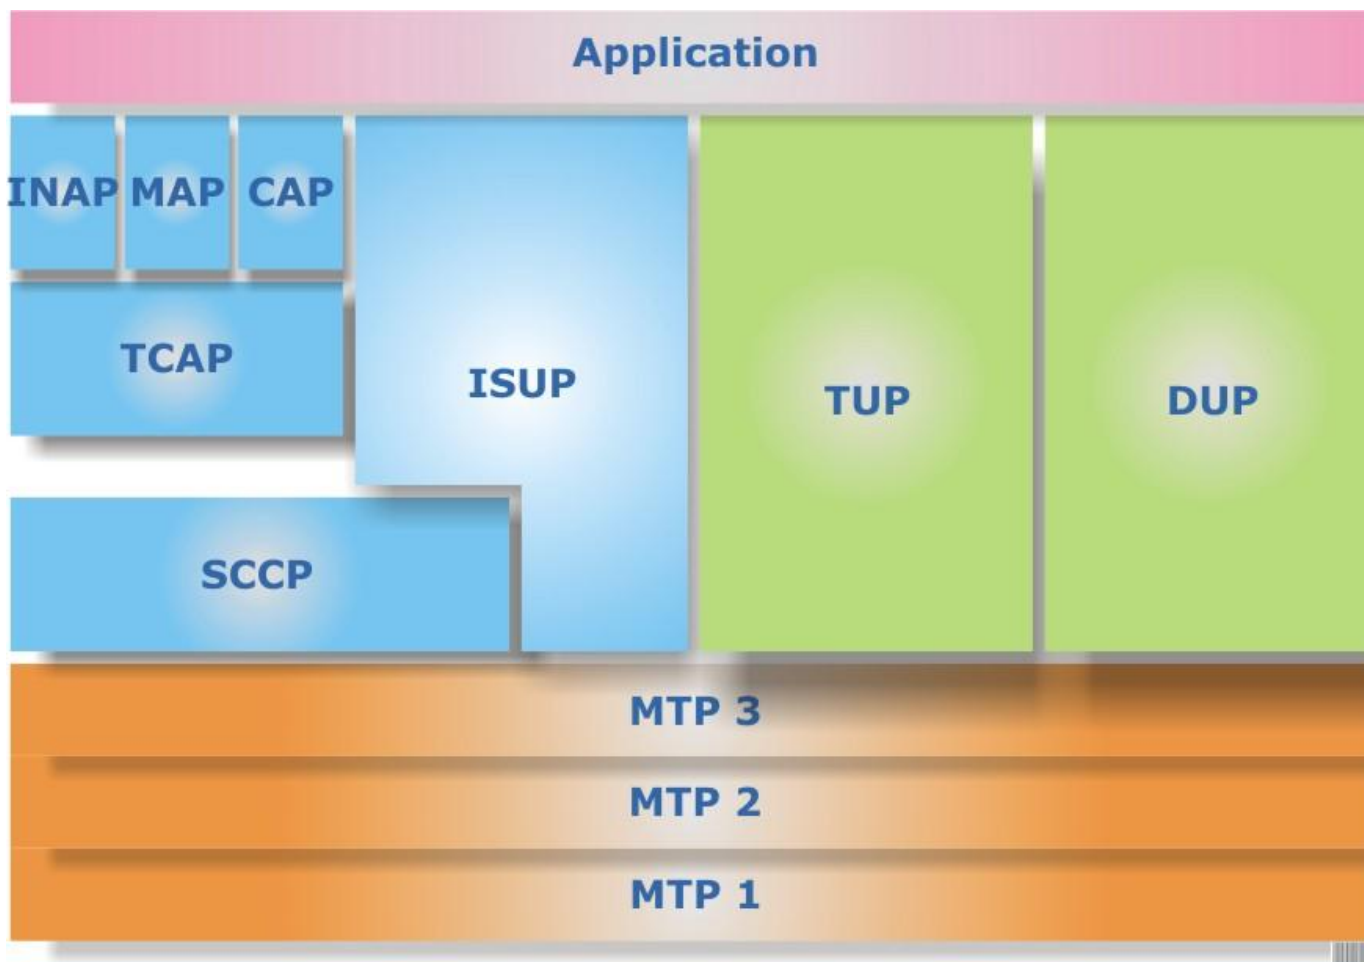 Application
INAP MAP CAP
TCAP
ISUP
TUP
DUP
SCCP
MTP 3
MTP 2
MTP 1